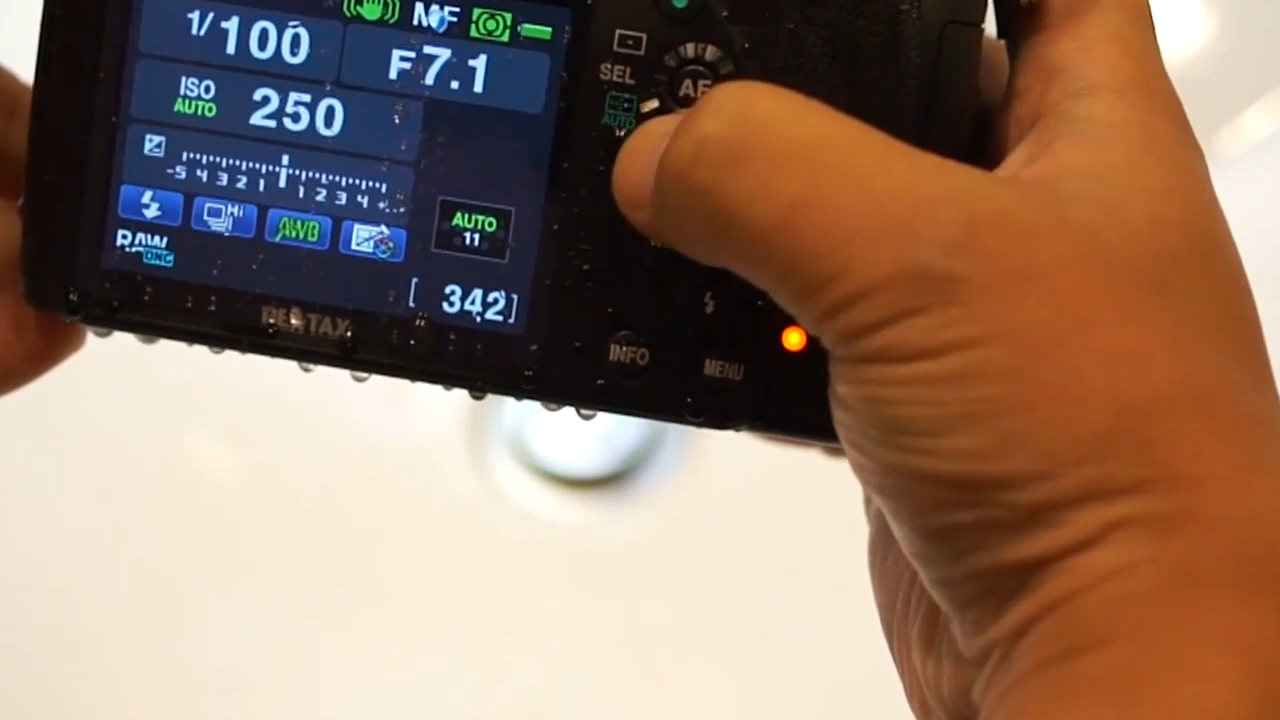 1/100
MF
F7.1
ISO
AUTO
250
-5 4 3 2 1 1 2 3 4
Hi
AWB
RAW
DNG
AUTO
11
[ 342]
PENTAX
SEL
AF
AUTO
INFO
MENU